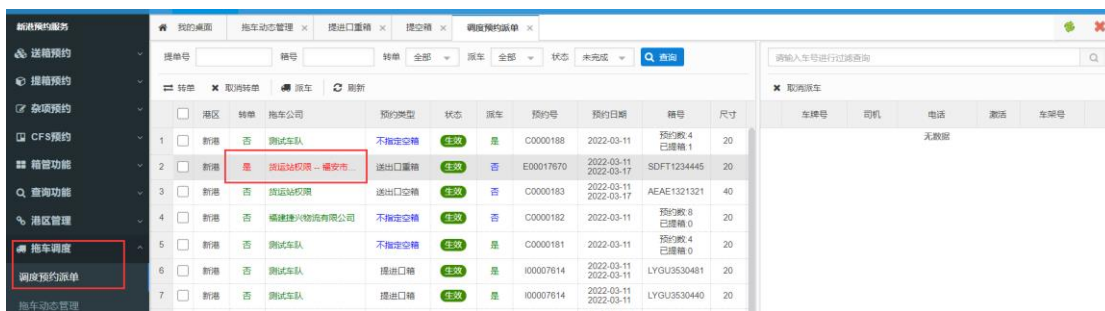 新港预约服务
我的桌面 拖车动态管理 × 提进口重箱 × 提空箱 × 调度预约派单 ×
送箱预约
提箱预约
杂项预约
CFS预约
箱管功能
查询功能
港区管理
拖车调度
调度预约派单
拖车动态管理
提单号 箱号 转单 全部 派车 全部 状态 未完成 查询
转单 取消转单 派车 刷新
港区 转单 拖车公司 预约类型 状态 派车 预约号 预约日期 箱号 尺寸
1 新港 否 测试车队 不指定空箱 生效 是 C0000188 2022-03-11 预约数:4 已提箱:1 20
2 新港 是 货运站权限 -- 福安市... 送出口重箱 生效 否 E00017670 2022-03-11 2022-03-17 SDFT1234445 20
3 新港 否 货运站权限 送出口空箱 生效 否 C0000183 2022-03-11 2022-03-17 AEAE1321321 40
4 新港 否 福建捷兴物流有限公司 不指定空箱 生效 否 C0000182 2022-03-11 预约数:8 已提箱:0 20
5 新港 否 测试车队 不指定空箱 生效 是 C0000181 2022-03-11 预约数:4 已提箱:0 20
6 新港 否 测试车队 提进口箱 生效 是 I00007614 2022-03-11 2022-03-11 LYGU3530481 20
7 新港 否 测试车队 提进口箱 生效 是 I00007614 2022-03-11 2022-03-11 LYGU3530440 20
请输入车号进行过滤查询
取消派车
车牌号 司机 电话 激活 车架号
无数据